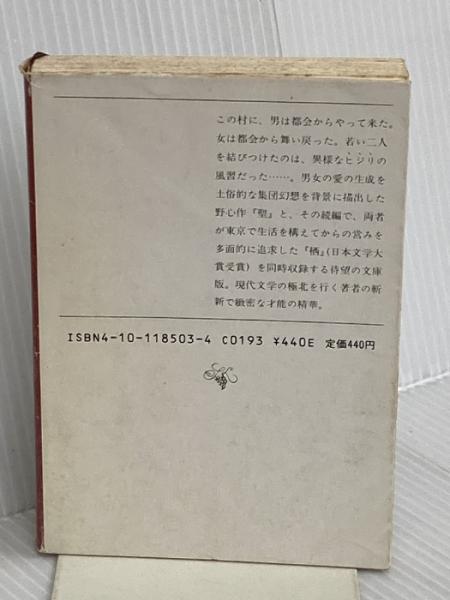 この村に、男は都会からやって来た。
女は都会から舞い戻った。若い二人
を結びつけたのは、異様なヒジリの
風習だった……。男女の愛の生成を
土俗的な集団幻想を背景に描出した
野心作『聖』と、その続編で、両者
が東京で生活を構えてからの営みを
多面的に追求した『栖』（日本文学大
賞受賞）を同時収録する待望の文庫
版。現代文学の極北を行く著者の斬
新で緻密な才能の精華。
ISBN4-10-118503-4 C0193 ¥440E 定価440円